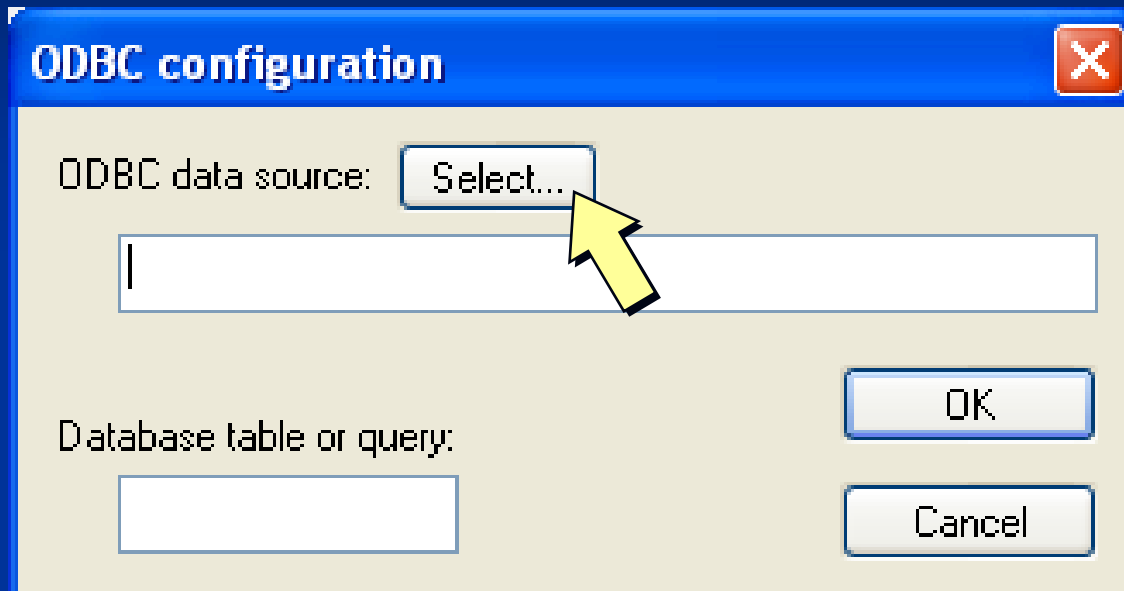 ODBC configuration
ODBC data source: Select...
OK
Database table or query:
Cancel